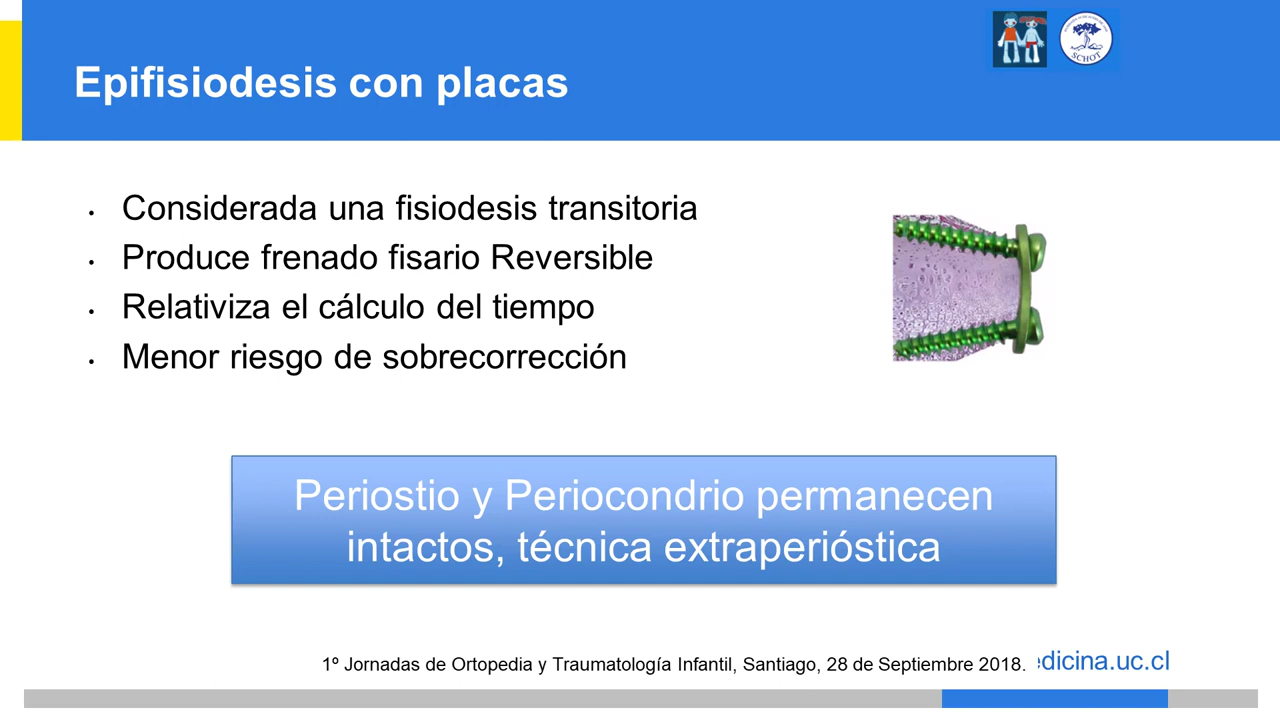 Epifisiodesis con placas
SCHOT
• Considerada una fisiodesis transitoria
• Produce frenado fisario Reversible
• Relativiza el cálculo del tiempo
• Menor riesgo de sobrecorrección
Periostio y Periocondrio permanecen
intactos, técnica extraperióstica
1º Jornadas de Ortopedia y Traumatología Infantil, Santiago, 28 de Septiembre 2018. edicina.uc.cl